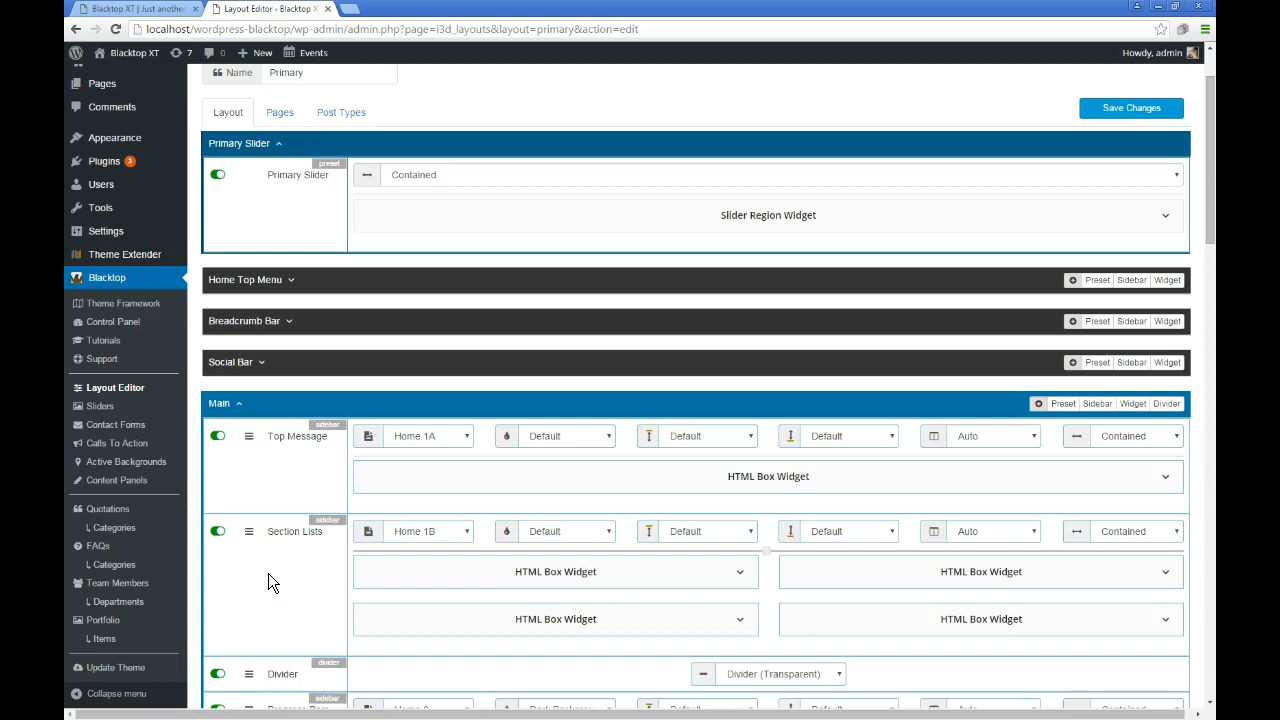 Blacktop XT | Just anothe
Layout Editor ‹ Blacktop X
localhost/wordpress-blacktop/wp-admin/admin.php?page=i3d_layouts&layout=primary&action=edit
Blacktop XT 7 0 New Events Howdy, admin
Pages
Comments
Appearance
Plugins 3
Users
Tools
Settings
Theme Extender
Blacktop
Theme Framework
Control Panel
Tutorials
Support
Layout Editor
Sliders
Contact Forms
Calls To Action
Active Backgrounds
Content Panels
Quotations
Categories
FAQs
Categories
Team Members
Departments
Portfolio
Items
Update Theme
Collapse menu
Name Primary
Layout Pages Post Types Save Changes
Primary Slider
preset
Primary Slider Contained
Slider Region Widget
Home Top Menu Preset Sidebar Widget
Breadcrumb Bar Preset Sidebar Widget
Social Bar Preset Sidebar Widget
Main Preset Sidebar Widget Divider
sidebar
Top Message Home 1A Default Default Default Auto Contained
HTML Box Widget
sidebar
Section Lists Home 1B Default Default Default Auto Contained
HTML Box Widget HTML Box Widget
HTML Box Widget HTML Box Widget
divider
Divider Divider (Transparent)
sidebar